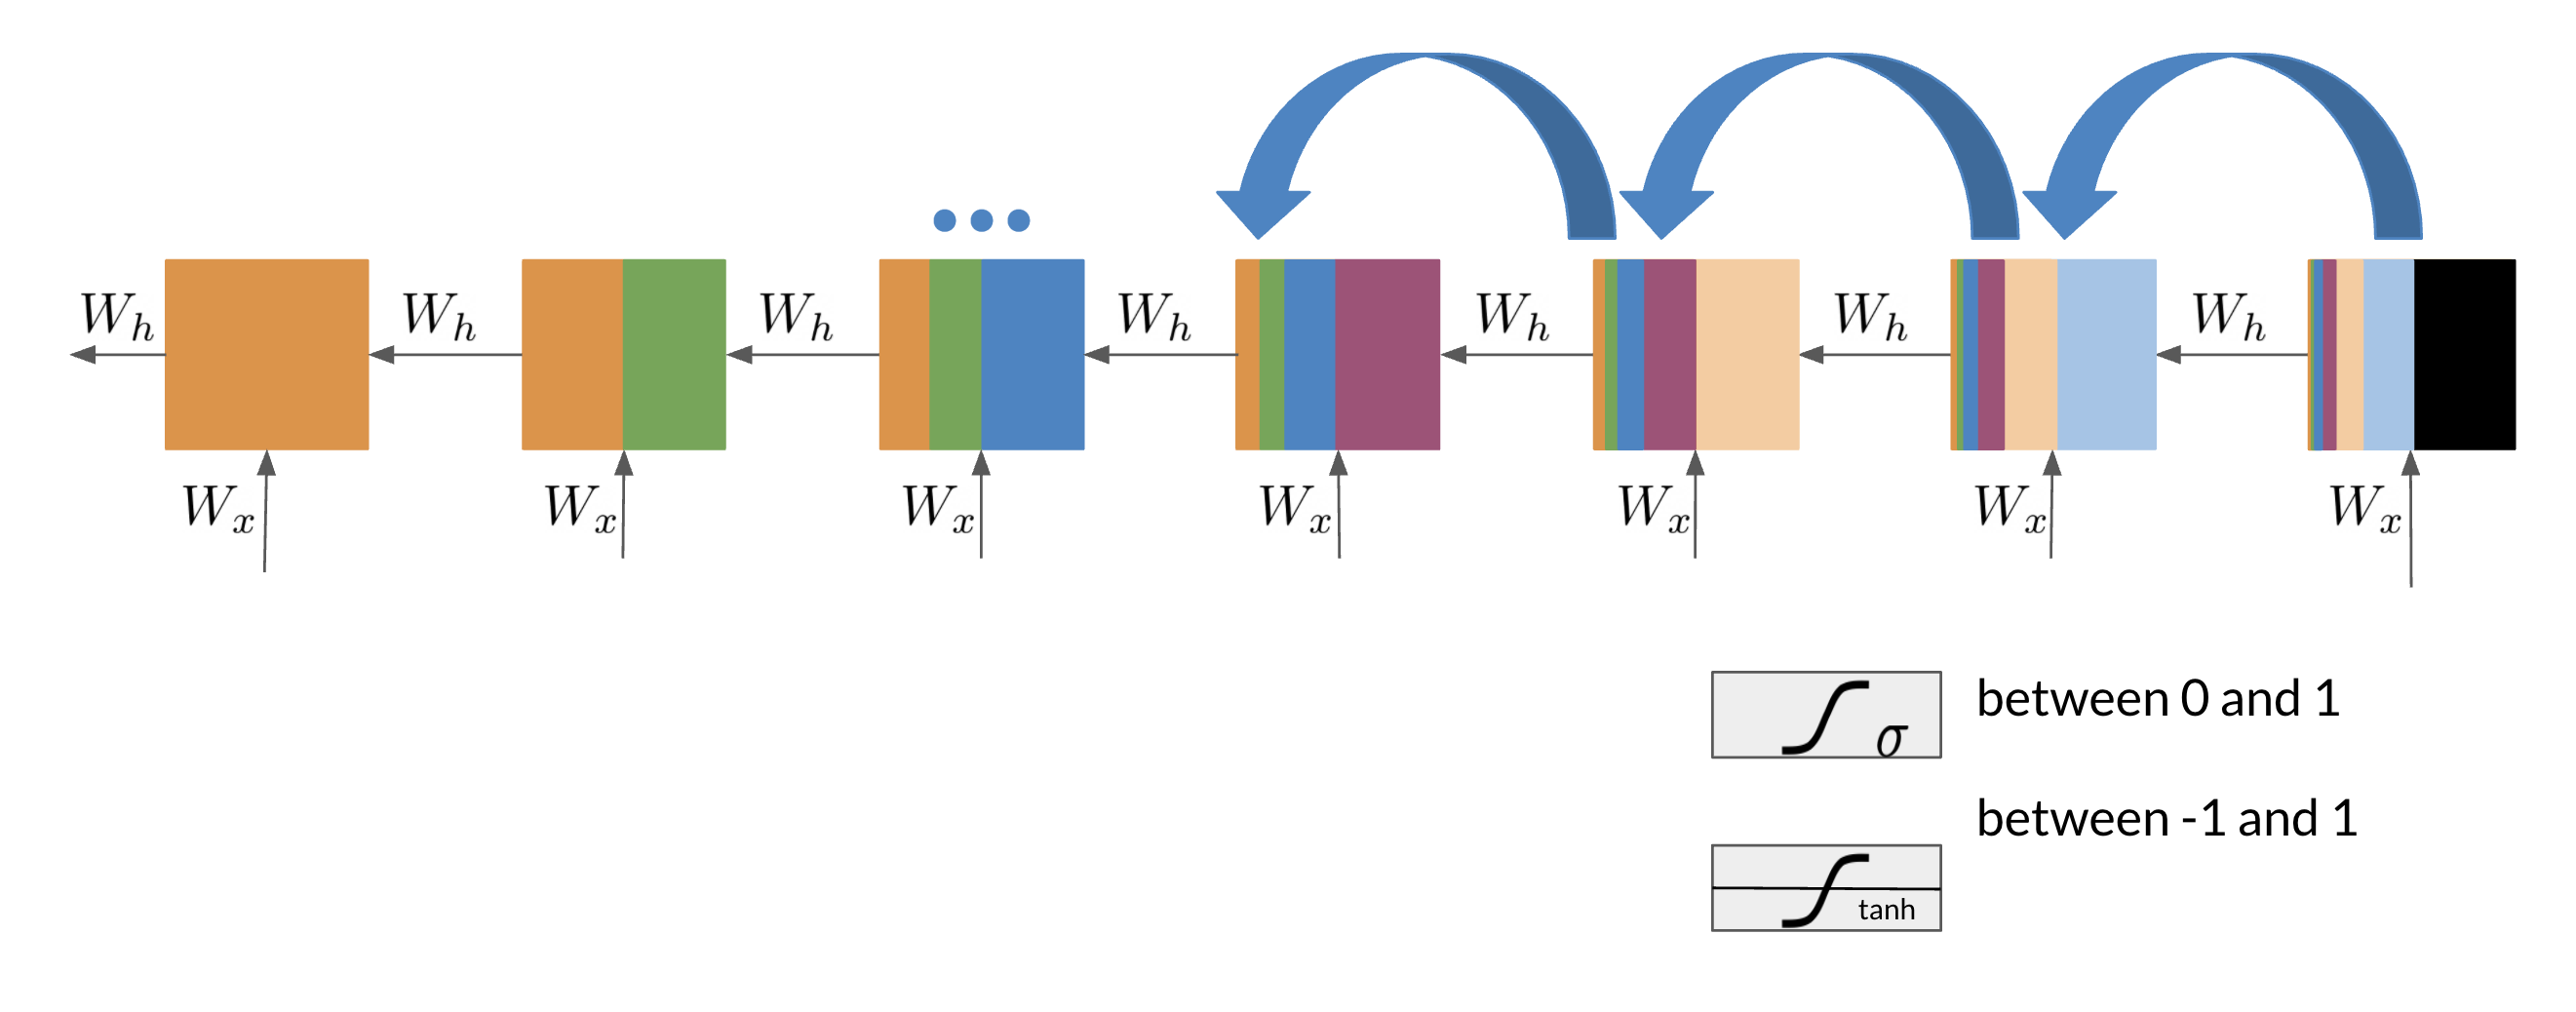 W_h W_h W_h W_h W_h W_h W_h
W_x W_x W_x W_x W_x W_x W_x
σ between 0 and 1
between -1 and 1
tanh